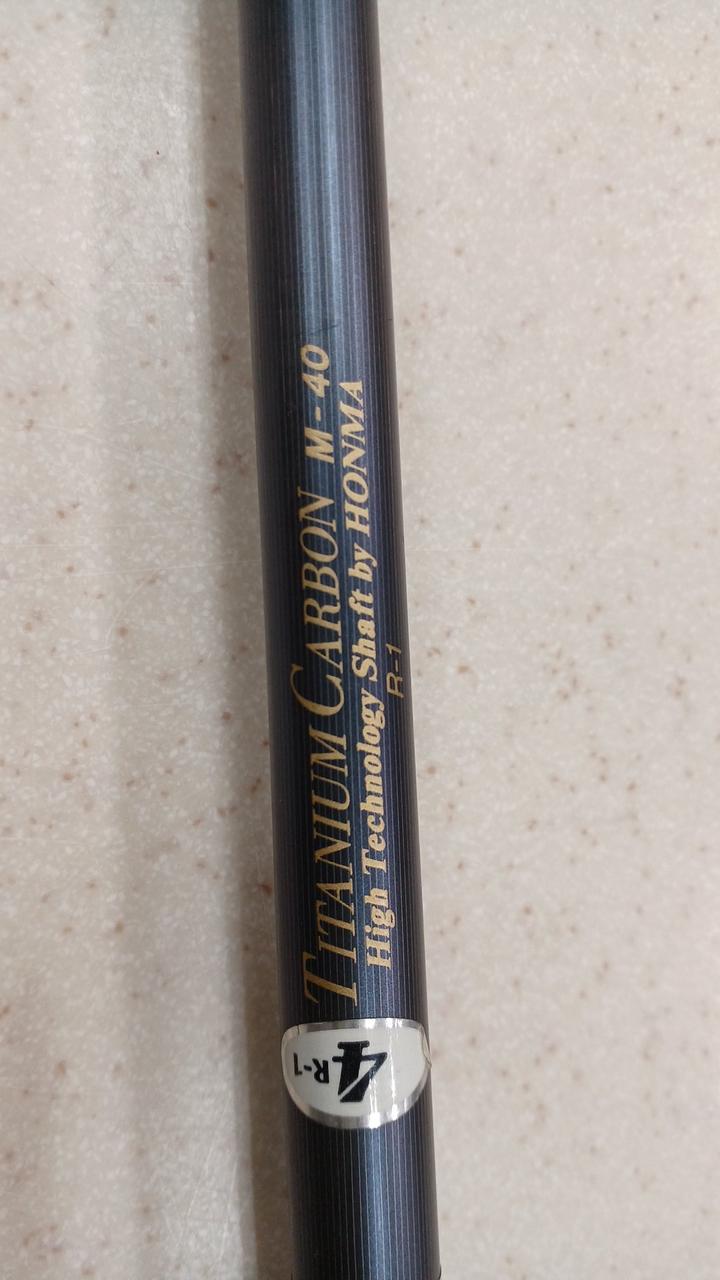 TITANIUM CARBON M-40
High Technology Shaft by HONMA
R-1
4 R-1